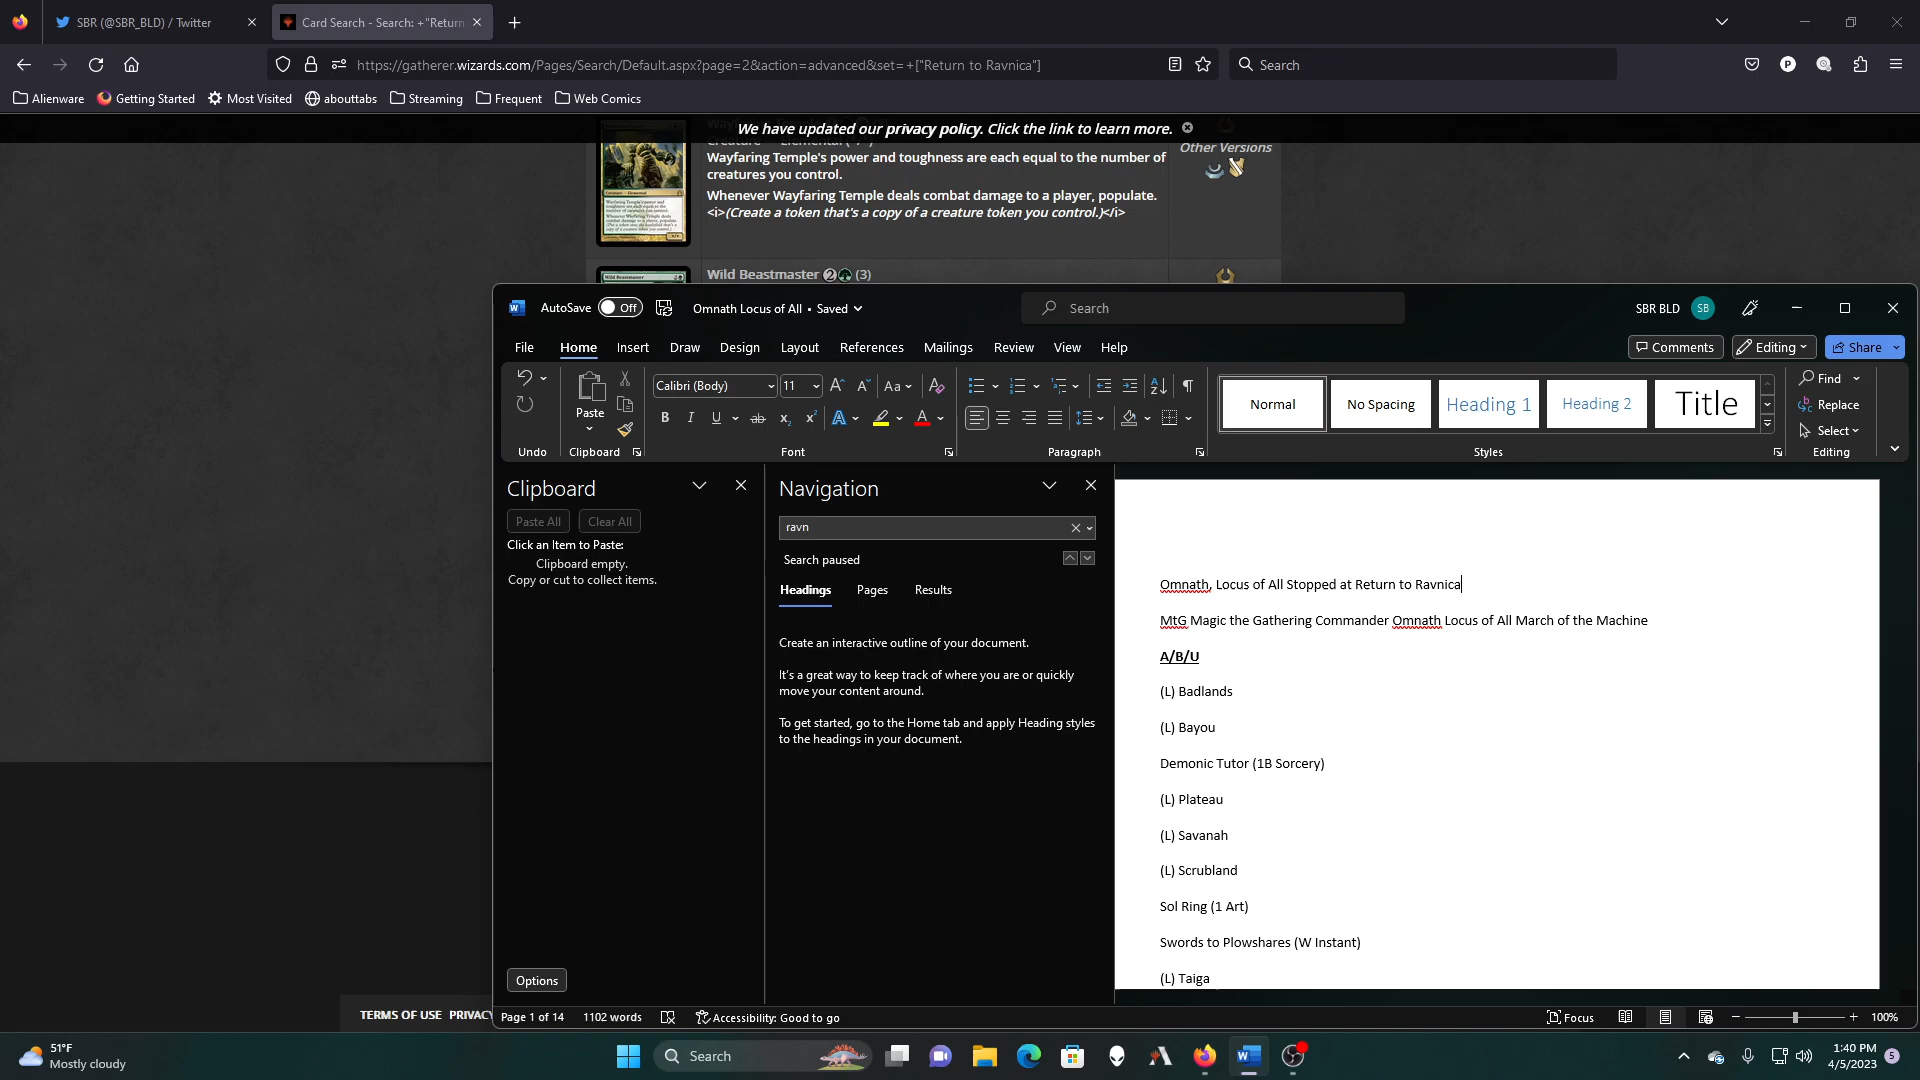 SBR (@SBR_BLD) / Twitter
Card Search - Search: +"Return
https://gatherer.wizards.com/Pages/Search/Default.aspx?page=2&action=advanced&set=+["Return to Ravnica"]
Search
Alienware
Getting Started
Most Visited
abouttabs
Streaming
Frequent
Web Comics
We have updated our privacy policy. Click the link to learn more.
Other Versions
Wayfaring Temple's power and toughness are each equal to the number of
creatures you control.
Whenever Wayfaring Temple deals combat damage to a player, populate.
<i>(Create a token that's a copy of a creature token you control.)</i>
Wild Beastmaster 2 (3)
AutoSave Off
Omnath Locus of All • Saved
Search
SBR BLD SB
File Home Insert Draw Design Layout References Mailings Review View Help
Comments Editing Share
Paste
Calibri (Body) 11
Normal
No Spacing
Heading 1
Heading 2
Title
Find
Replace
Select
Undo Clipboard Font Paragraph Styles Editing
Clipboard
Paste All Clear All
Click an Item to Paste:
Clipboard empty.
Copy or cut to collect items.
Options
Navigation
ravn
Search paused
Headings Pages Results
Create an interactive outline of your document.
It's a great way to keep track of where you are or quickly
move your content around.
To get started, go to the Home tab and apply Heading styles
to the headings in your document.
Omnath, Locus of All Stopped at Return to Ravnica
MtG Magic the Gathering Commander Omnath Locus of All March of the Machine
A/B/U
(L) Badlands
(L) Bayou
Demonic Tutor (1B Sorcery)
(L) Plateau
(L) Savanah
(L) Scrubland
Sol Ring (1 Art)
Swords to Plowshares (W Instant)
(L) Taiga
TERMS OF USE PRIVACY
Page 1 of 14 1102 words Accessibility: Good to go
Focus 100%
51°F
Mostly cloudy
Search
1:40 PM
4/5/2023
5